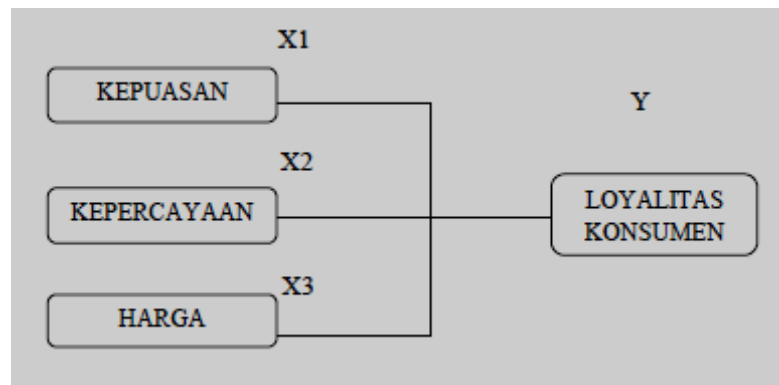 X1
KEPUASAN
Y
X2
KEPERCAYAAN
LOYALITAS
KONSUMEN
X3
HARGA